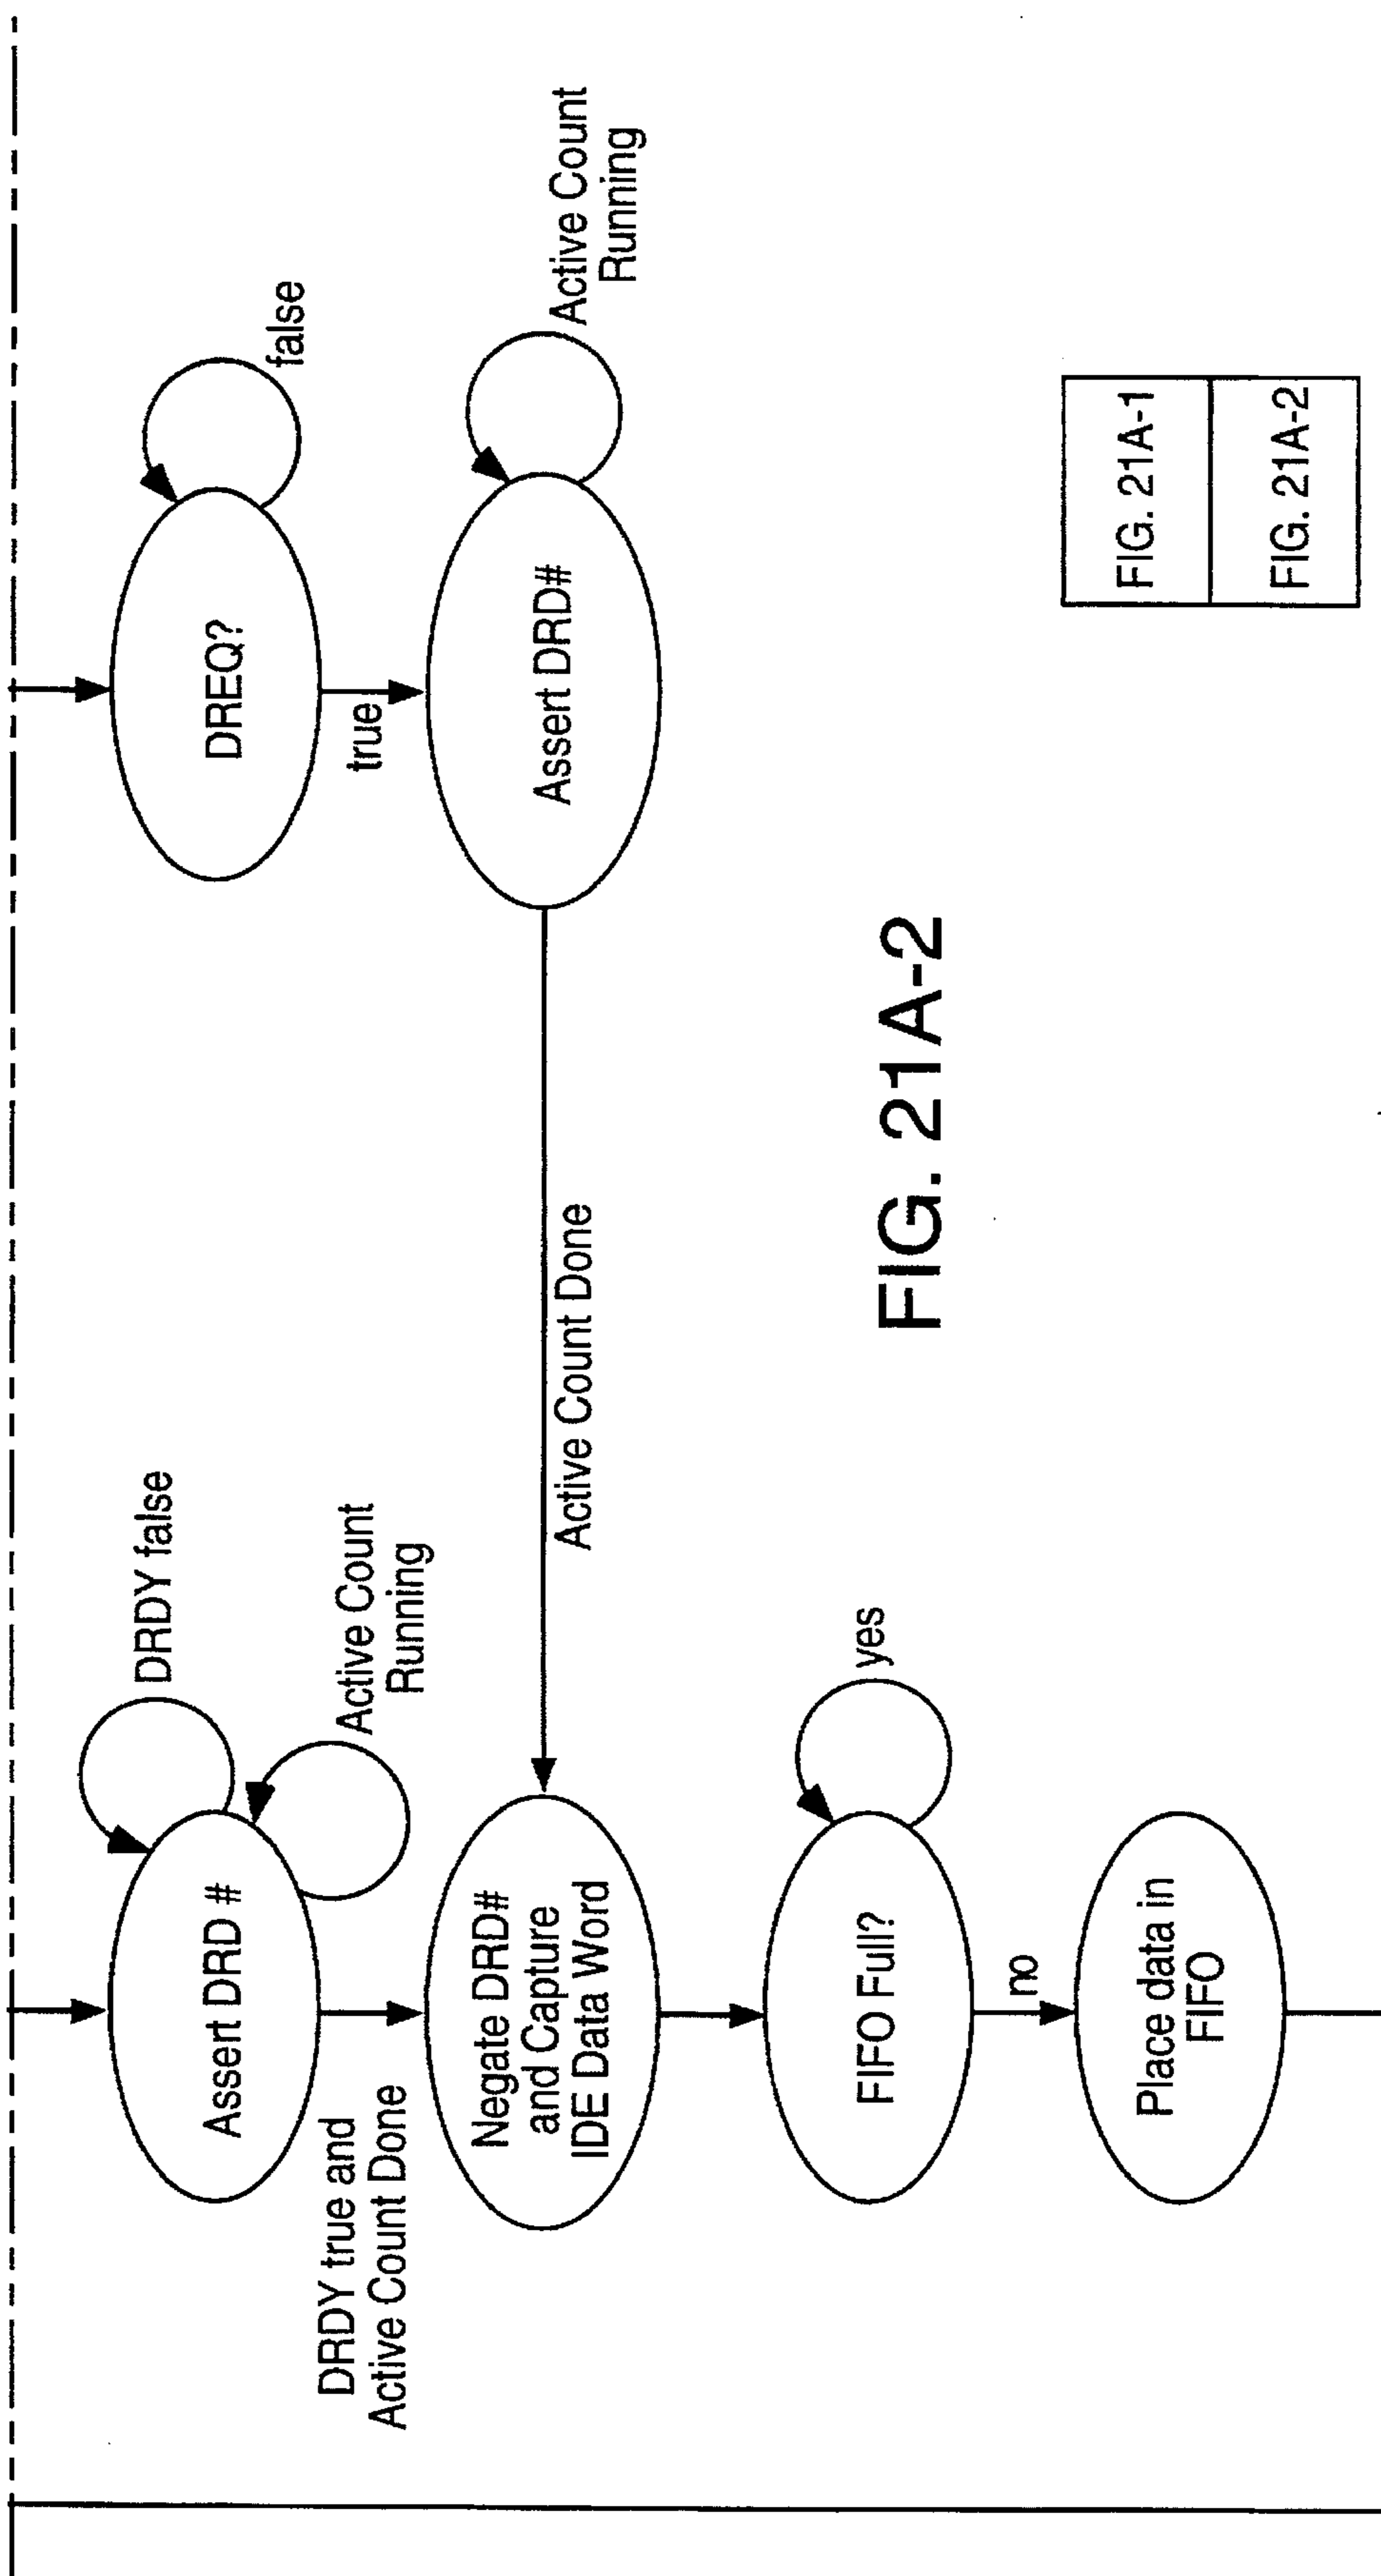 DRDY false
Assert DRD #
Active Count
Running
DRDY true and
Active Count Done
Negate DRD#
and Capture
IDE Data Word
FIFO Full?
yes
no
Place data in
FIFO
DREQ?
false
true
Assert DRD#
Active Count
Running
Active Count Done
FIG. 21A-2
FIG. 21A-1
FIG. 21A-2